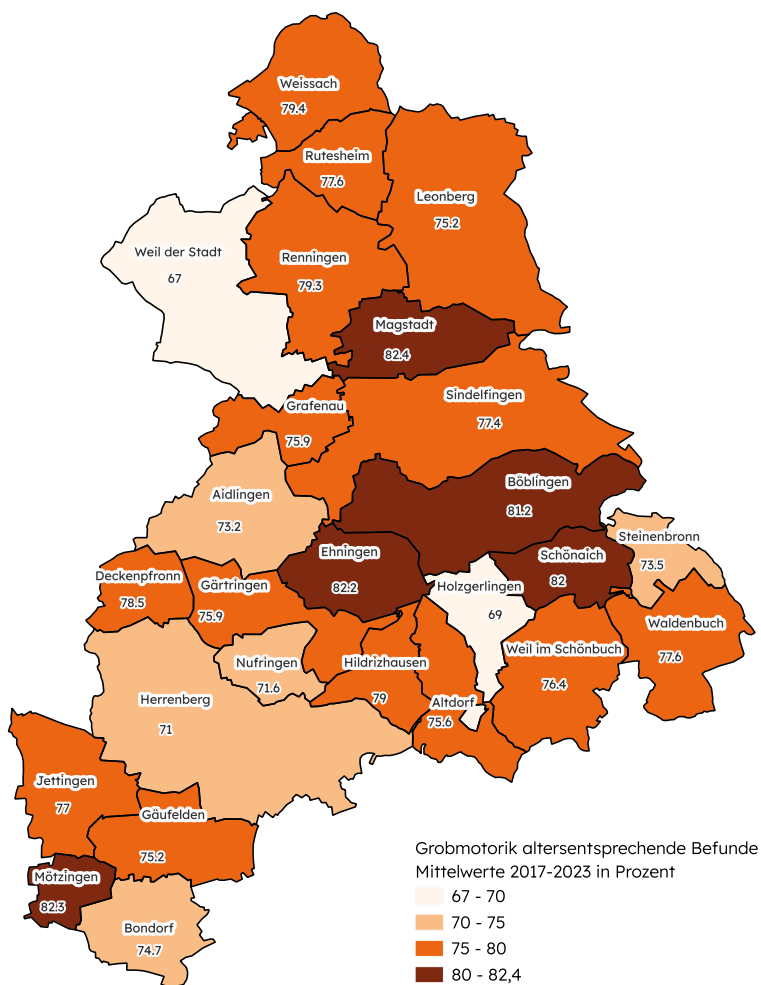 Weissach
79.4
Rutesheim
77.6
Leonberg
75.2
Weil der Stadt
67
Renningen
79.3
Magstadt
82.4
Sindelfingen
77.4
Grafenau
75.9
Böblingen
81.2
Aidlingen
73.2
Steinenbronn
73.5
Ehningen
82.2
Schönaich
82
Deckenpfronn
78.5
Gärtringen
75.9
Holzgerlingen
69
Waldenbuch
77.6
Weil im Schönbuch
76.4
Nufringen
71.6
Hildrizhausen
79
Herrenberg
71
Altdorf
75.6
Jettingen
77
Gäufelden
75.2
Mötzingen
82.3
Bondorf
74.7
Grobmotorik altersentsprechende Befunde
Mittelwerte 2017-2023 in Prozent
67 - 70
70 - 75
75 - 80
80 - 82,4